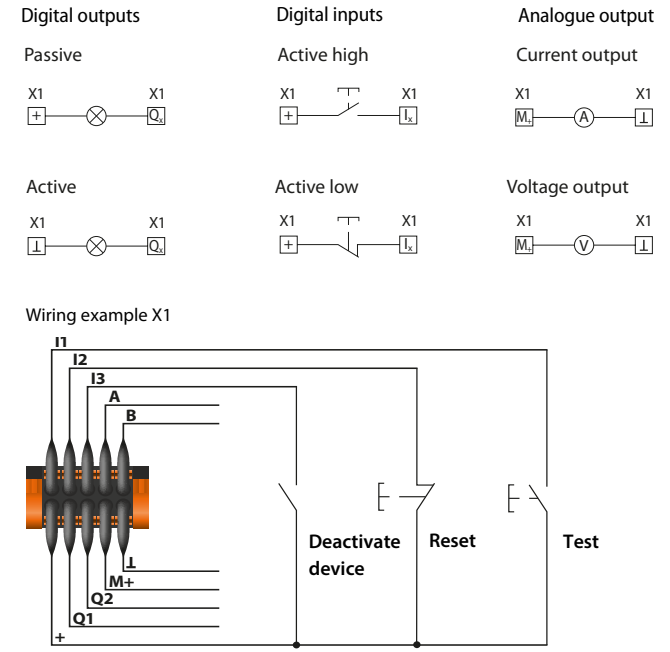 Digital outputs
Digital inputs
Analogue output
Passive
Active high
Current output
X1 X1
X1 X1
X1 X1
+ Qx
+ Ix
M+ A ⊥
Active
Active low
Voltage output
X1 X1
X1 X1
X1 X1
⊥ Qx
+ Ix
M+ V ⊥
Wiring example X1
I1
I2
I3
A
B
Deactivate
device
Reset
Test
⊥
M+
Q2
Q1
+